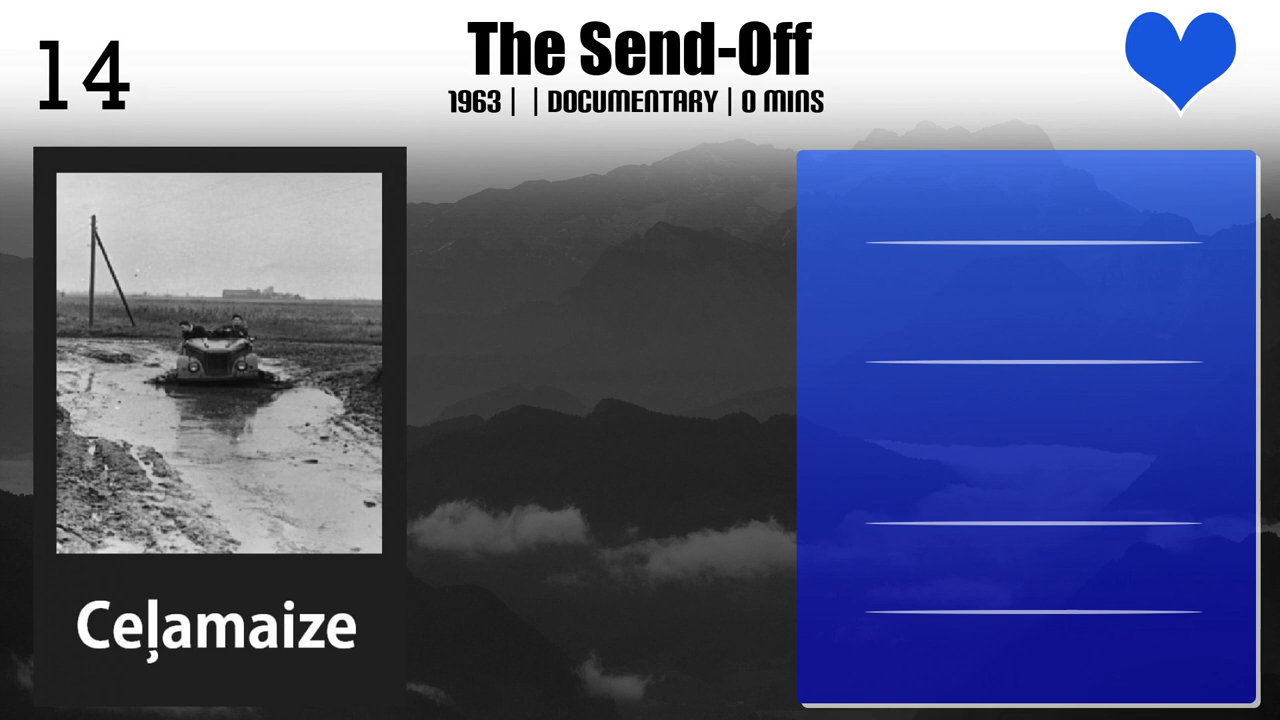 14
The Send-Off
1963 | | DOCUMENTARY | 0 MINS
Ceļamaize